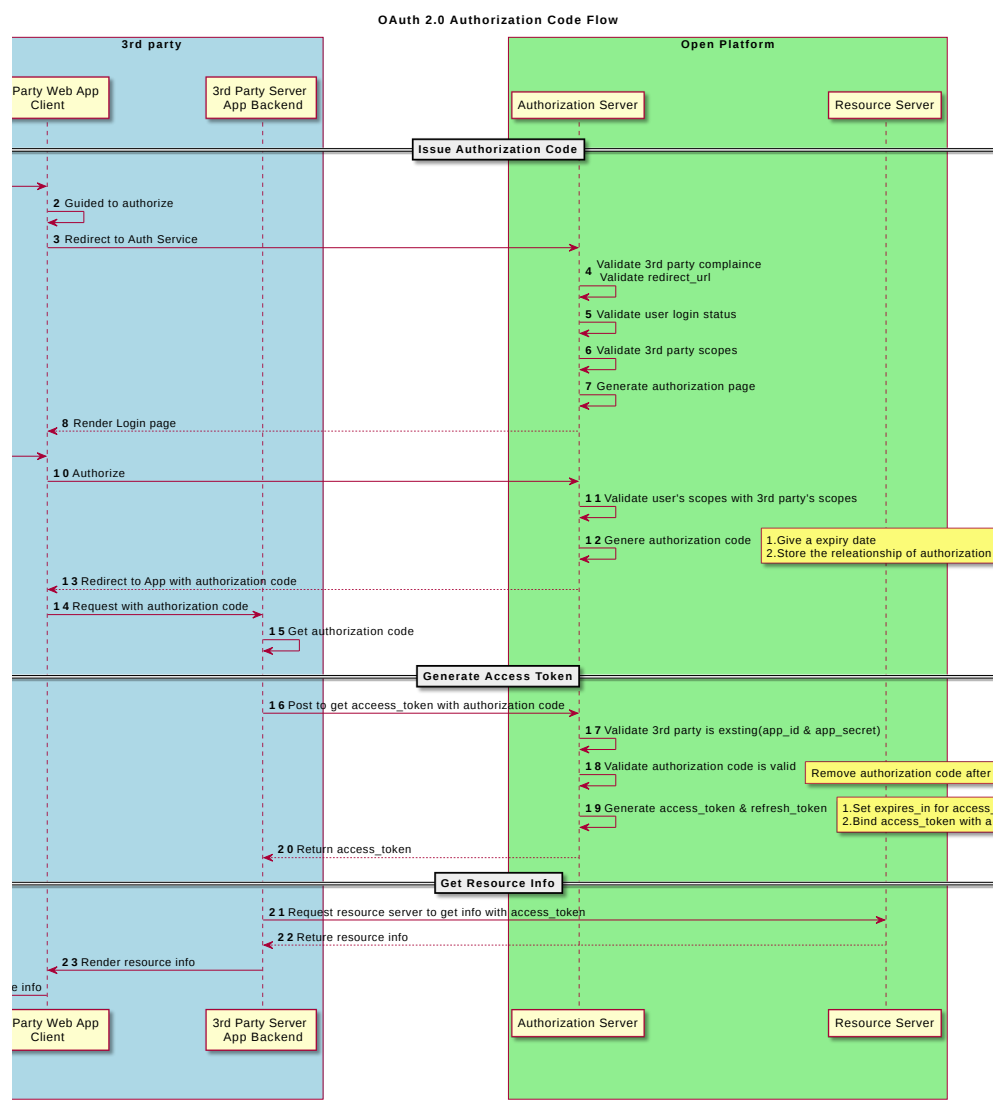 OAuth 2.0 Authorization Code Flow
3rd party
Open Platform
Party Web App
Client
3rd Party Server
App Backend
Authorization Server
Resource Server
Issue Authorization Code
2 Guided to authorize
3 Redirect to Auth Service
4 Validate 3rd party complaince
Validate redirect_url
5 Validate user login status
6 Validate 3rd party scopes
7 Generate authorization page
8 Render Login page
10 Authorize
11 Validate user's scopes with 3rd party's scopes
12 Genere authorization code
1.Give a expiry date
2.Store the releationship of authorization
13 Redirect to App with authorization code
14 Request with authorization code
15 Get authorization code
Generate Access Token
16 Post to get acceess_token with authorization code
17 Validate 3rd party is exsting(app_id & app_secret)
18 Validate authorization code is valid
Remove authorization code after
19 Generate access_token & refresh_token
1.Set expires_in for access_
2.Bind access_token with a
20 Return access_token
Get Resource Info
21 Request resource server to get info with access_token
22 Reture resource info
23 Render resource info
e info
Party Web App
Client
3rd Party Server
App Backend
Authorization Server
Resource Server